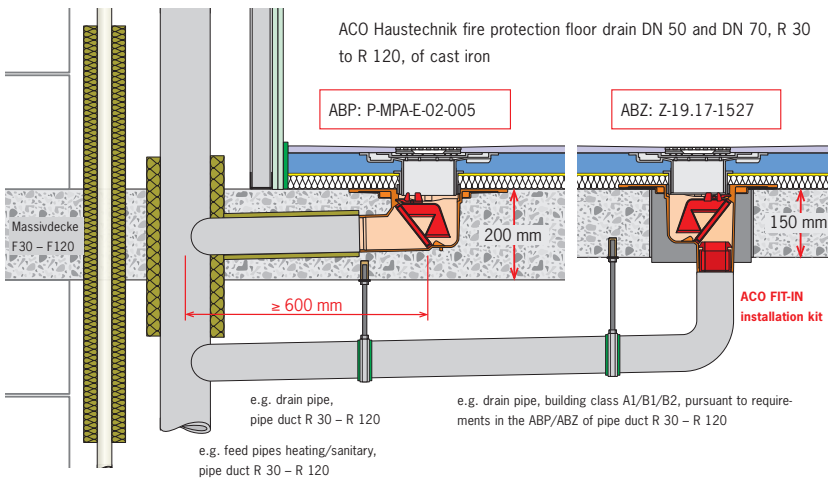 ACO Haustechnik fire protection floor drain DN 50 and DN 70, R 30
to R 120, of cast iron
ABP: P-MPA-E-02-005
ABZ: Z-19.17-1527
Massivdecke
F30 – F120
200 mm
150 mm
≥ 600 mm
ACO FIT-IN
installation kit
e.g. drain pipe,
pipe duct R 30 – R 120
e.g. drain pipe, building class A1/B1/B2, pursuant to require-
ments in the ABP/ABZ of pipe duct R 30 – R 120
e.g. feed pipes heating/sanitary,
pipe duct R 30 – R 120